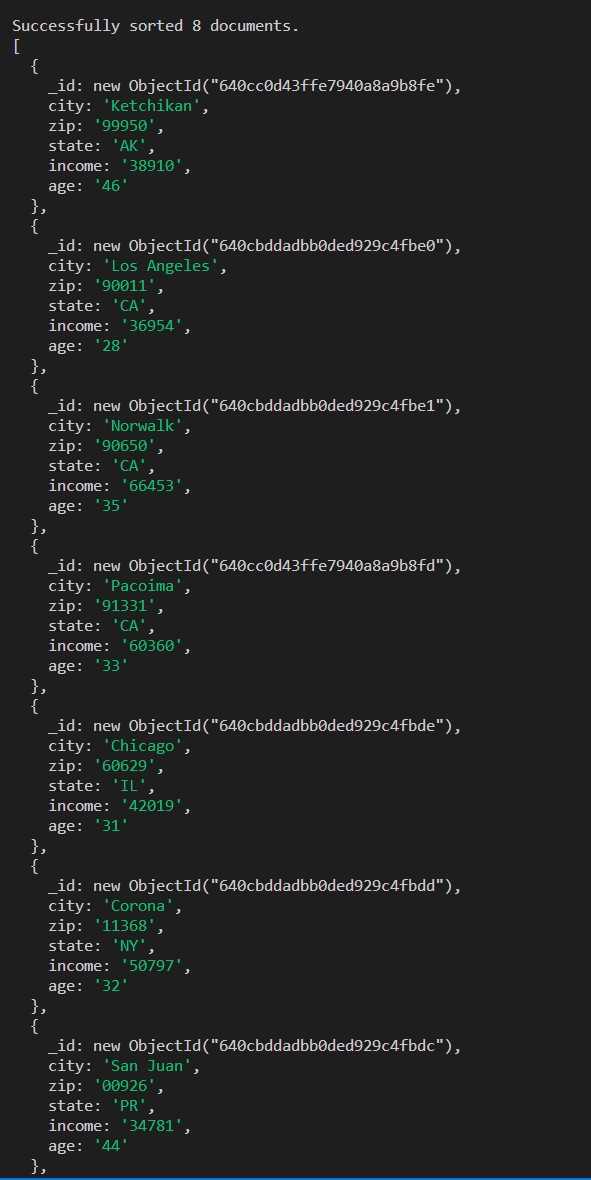 Successfully sorted 8 documents.
[
  {
    _id: new ObjectId("640cc0d43ffe7940a8a9b8fe"),
    city: 'Ketchikan',
    zip: '99950',
    state: 'AK',
    income: '38910',
    age: '46'
  },
  {
    _id: new ObjectId("640cbddadbb0ded929c4fbe0"),
    city: 'Los Angeles',
    zip: '90011',
    state: 'CA',
    income: '36954',
    age: '28'
  },
  {
    _id: new ObjectId("640cbddadbb0ded929c4fbe1"),
    city: 'Norwalk',
    zip: '90650',
    state: 'CA',
    income: '66453',
    age: '35'
  },
  {
    _id: new ObjectId("640cc0d43ffe7940a8a9b8fd"),
    city: 'Pacoima',
    zip: '91331',
    state: 'CA',
    income: '60360',
    age: '33'
  },
  {
    _id: new ObjectId("640cbddadbb0ded929c4fbde"),
    city: 'Chicago',
    zip: '60629',
    state: 'IL',
    income: '42019',
    age: '31'
  },
  {
    _id: new ObjectId("640cbddadbb0ded929c4fbdd"),
    city: 'Corona',
    zip: '11368',
    state: 'NY',
    income: '50797',
    age: '32'
  },
  {
    _id: new ObjectId("640cbddadbb0ded929c4fbdc"),
    city: 'San Juan',
    zip: '00926',
    state: 'PR',
    income: '34781',
    age: '44'
  },